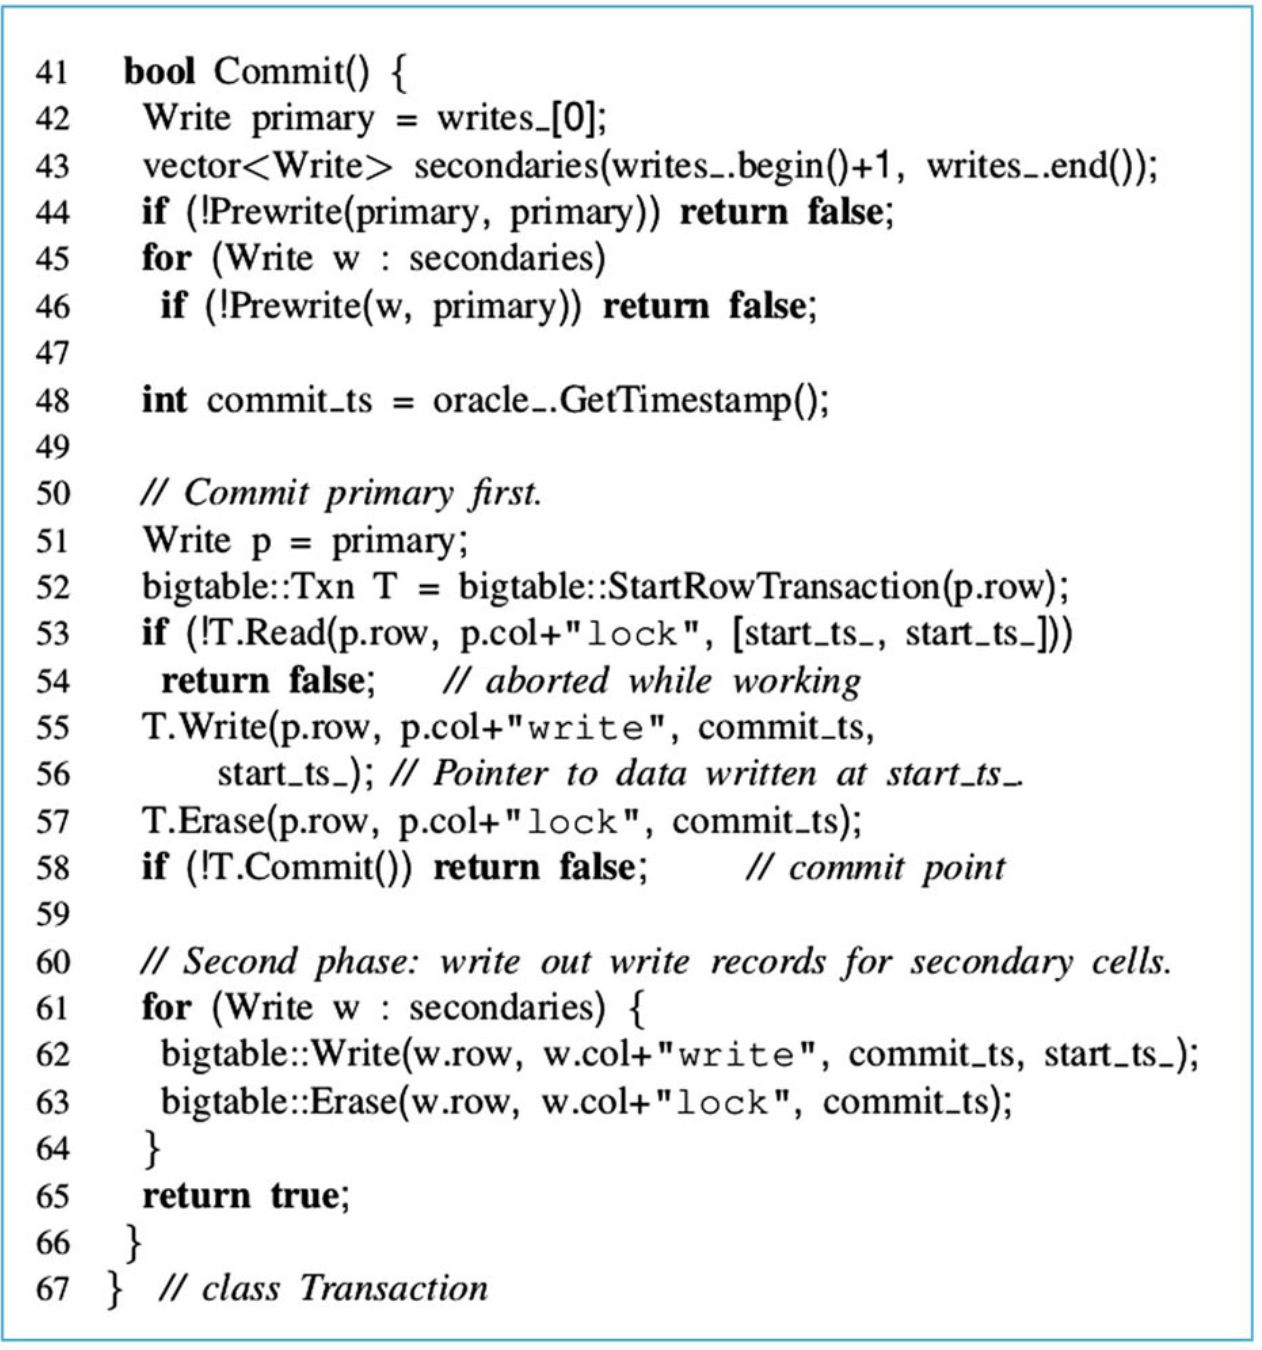 41 bool Commit() {
42 Write primary = writes_[0];
43 vector<Write> secondaries(writes_.begin()+1, writes_.end());
44 if (!Prewrite(primary, primary)) return false;
45 for (Write w : secondaries)
46 if (!Prewrite(w, primary)) return false;
47
48 int commit_ts = oracle_.GetTimestamp();
49
50 // Commit primary first.
51 Write p = primary;
52 bigtable::Txn T = bigtable::StartRowTransaction(p.row);
53 if (!T.Read(p.row, p.col+"lock", [start_ts_, start_ts_]))
54 return false; // aborted while working
55 T.Write(p.row, p.col+"write", commit_ts,
56 start_ts_); // Pointer to data written at start_ts_.
57 T.Erase(p.row, p.col+"lock", commit_ts);
58 if (!T.Commit()) return false; // commit point
59
60 // Second phase: write out write records for secondary cells.
61 for (Write w : secondaries) {
62 bigtable::Write(w.row, w.col+"write", commit_ts, start_ts_);
63 bigtable::Erase(w.row, w.col+"lock", commit_ts);
64 }
65 return true;
66 }
67 } // class Transaction